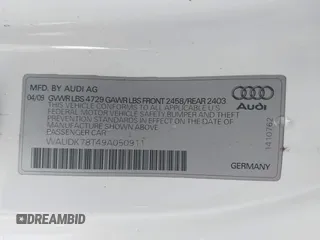 MFD. BY AUDI AG
04/09 GVWR LBS 4729 GAWR LBS FRONT 2458/REAR 2403
THIS VEHICLE CONFORMS TO ALL APPLICABLE U.S
FEDERAL MOTOR VEHICLE SAFETY, BUMPER AND THEFT
PREVENTION STANDARDS IN EFFECT ON THE DATE OF
MANUFACTURE SHOWN ABOVE.
PASSENGER CAR
WAUDK78T49A050911
GERMANY
Audi
1410762
DREAMBID